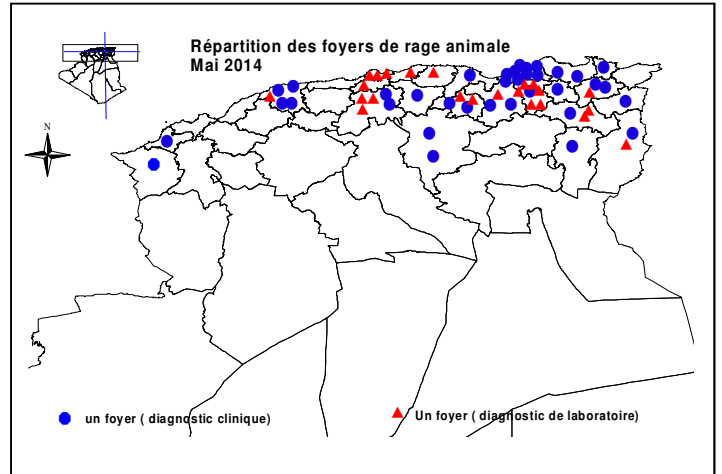 Répartition des foyers de rage animale
Mai 2014
N
un foyer ( diagnostic clinique)
Un foyer ( diagnostic de laboratoire)